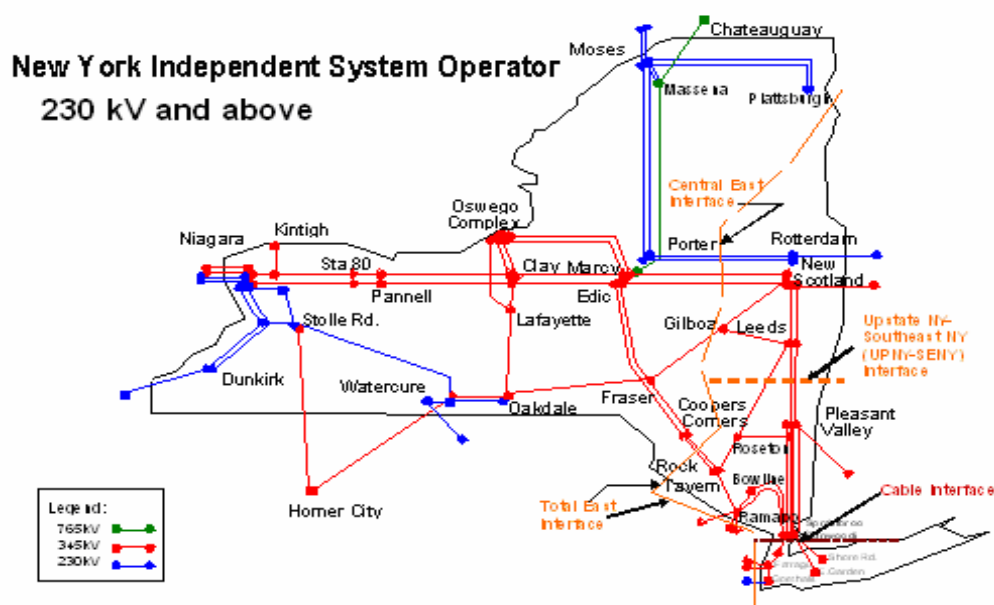 New York Independent System Operator
230 kV and above
Chateauguay
Moses
Massena
Plattsburgh
Central East
Interface
Oswego
Complex
Niagara
Kintigh
Porter
Rotterdam
Sta 80
Clay
Marcy
New
Scotland
Pannell
Edic
Stolle Rd.
Lafayette
Gilboa
Leeds
Upstate NY-
Southeast NY
(UPNY-SENY)
Interface
Dunkirk
Watercure
Oakdale
Fraser
Coopers
Corners
Pleasant
Valley
Roseton
Rock
Tavern
Bowline
Cable Interface
Homer City
Total East
Interface
Ramapo
Shore Rd.
Garden
Legend:
765kV
345kV
230kV